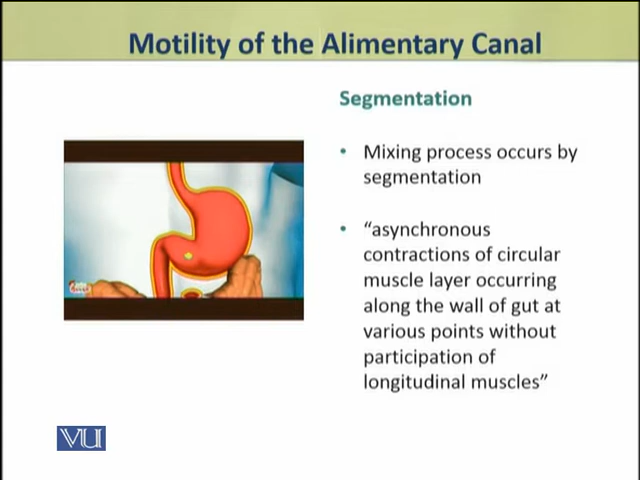 Motility of the Alimentary Canal
Segmentation
• Mixing process occurs by
segmentation
• “asynchronous
contractions of circular
muscle layer occurring
along the wall of gut at
various points without
participation of
longitudinal muscles”
VU